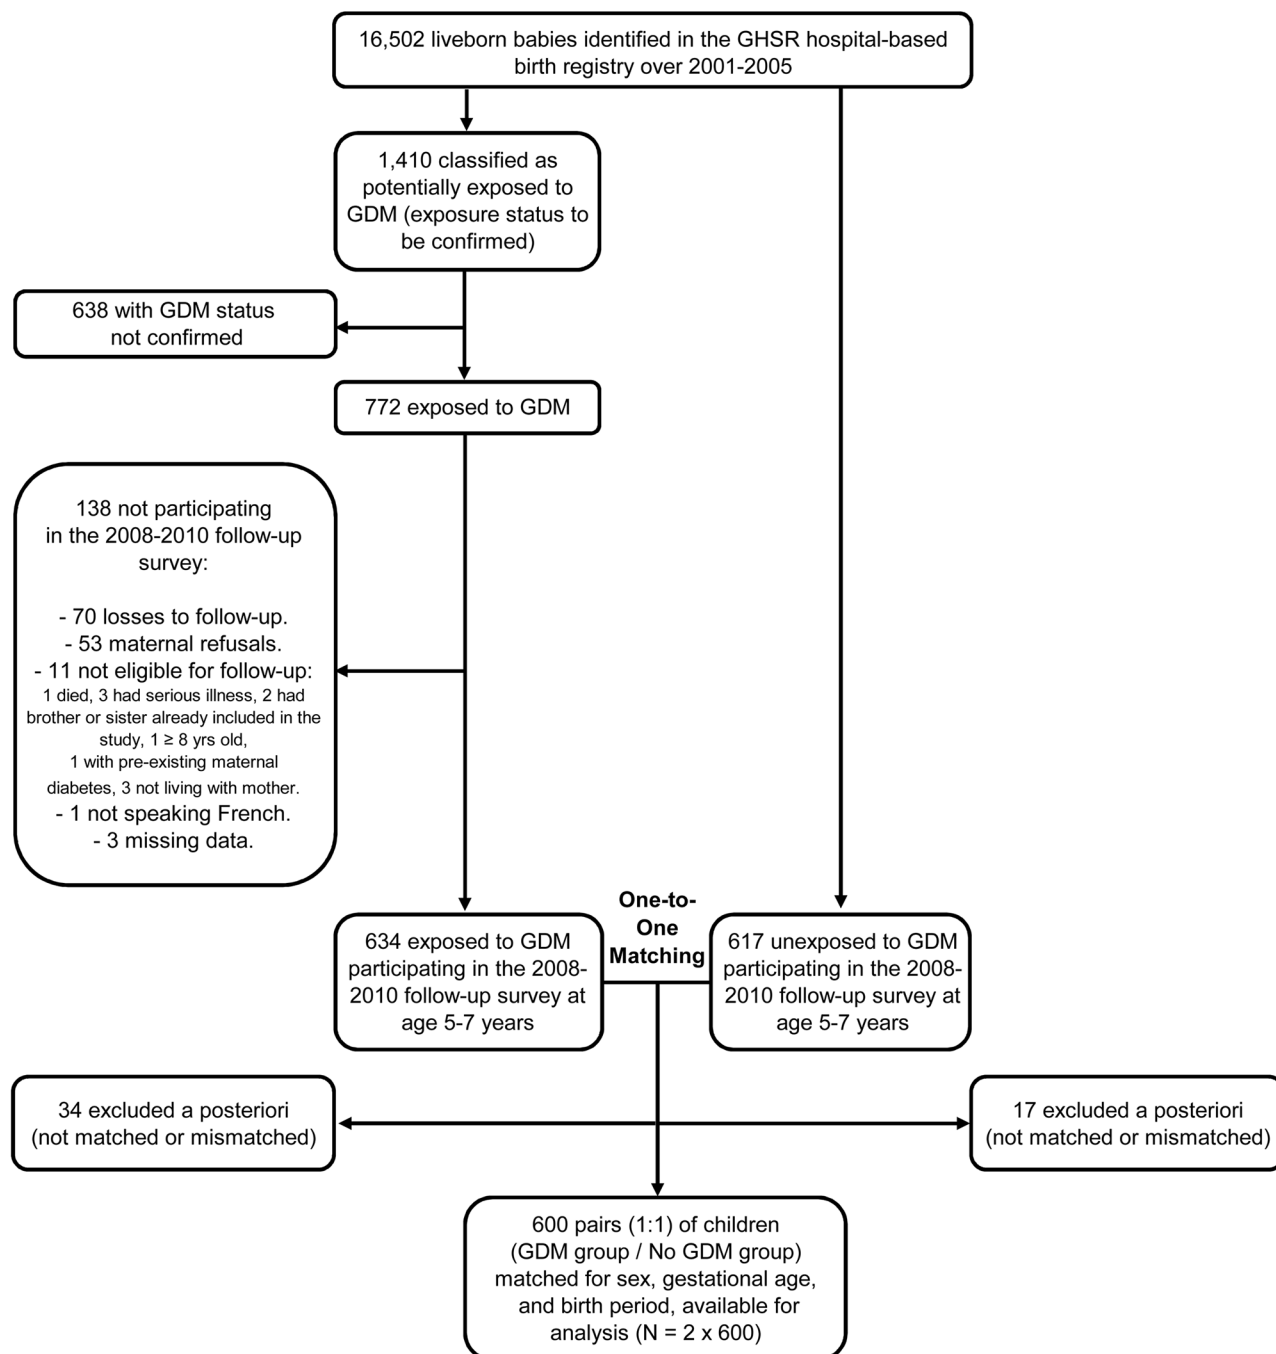 16,502 liveborn babies identified in the GHSR hospital-based
birth registry over 2001-2005
1,410 classified as
potentially exposed to
GDM (exposure status to
be confirmed)
638 with GDM status
not confirmed
772 exposed to GDM
138 not participating
in the 2008-2010 follow-up
survey:
- 70 losses to follow-up.
- 53 maternal refusals.
- 11 not eligible for follow-up:
1 died, 3 had serious illness, 2 had
brother or sister already included in the
study, 1 ≥ 8 yrs old,
1 with pre-existing maternal
diabetes, 3 not living with mother.
- 1 not speaking French.
- 3 missing data.
One-to-
One
Matching
634 exposed to GDM
participating in the 2008-
2010 follow-up survey at
age 5-7 years
617 unexposed to GDM
participating in the 2008-
2010 follow-up survey at
age 5-7 years
34 excluded a posteriori
(not matched or mismatched)
17 excluded a posteriori
(not matched or mismatched)
600 pairs (1:1) of children
(GDM group / No GDM group)
matched for sex, gestational age,
and birth period, available for
analysis (N = 2 x 600)